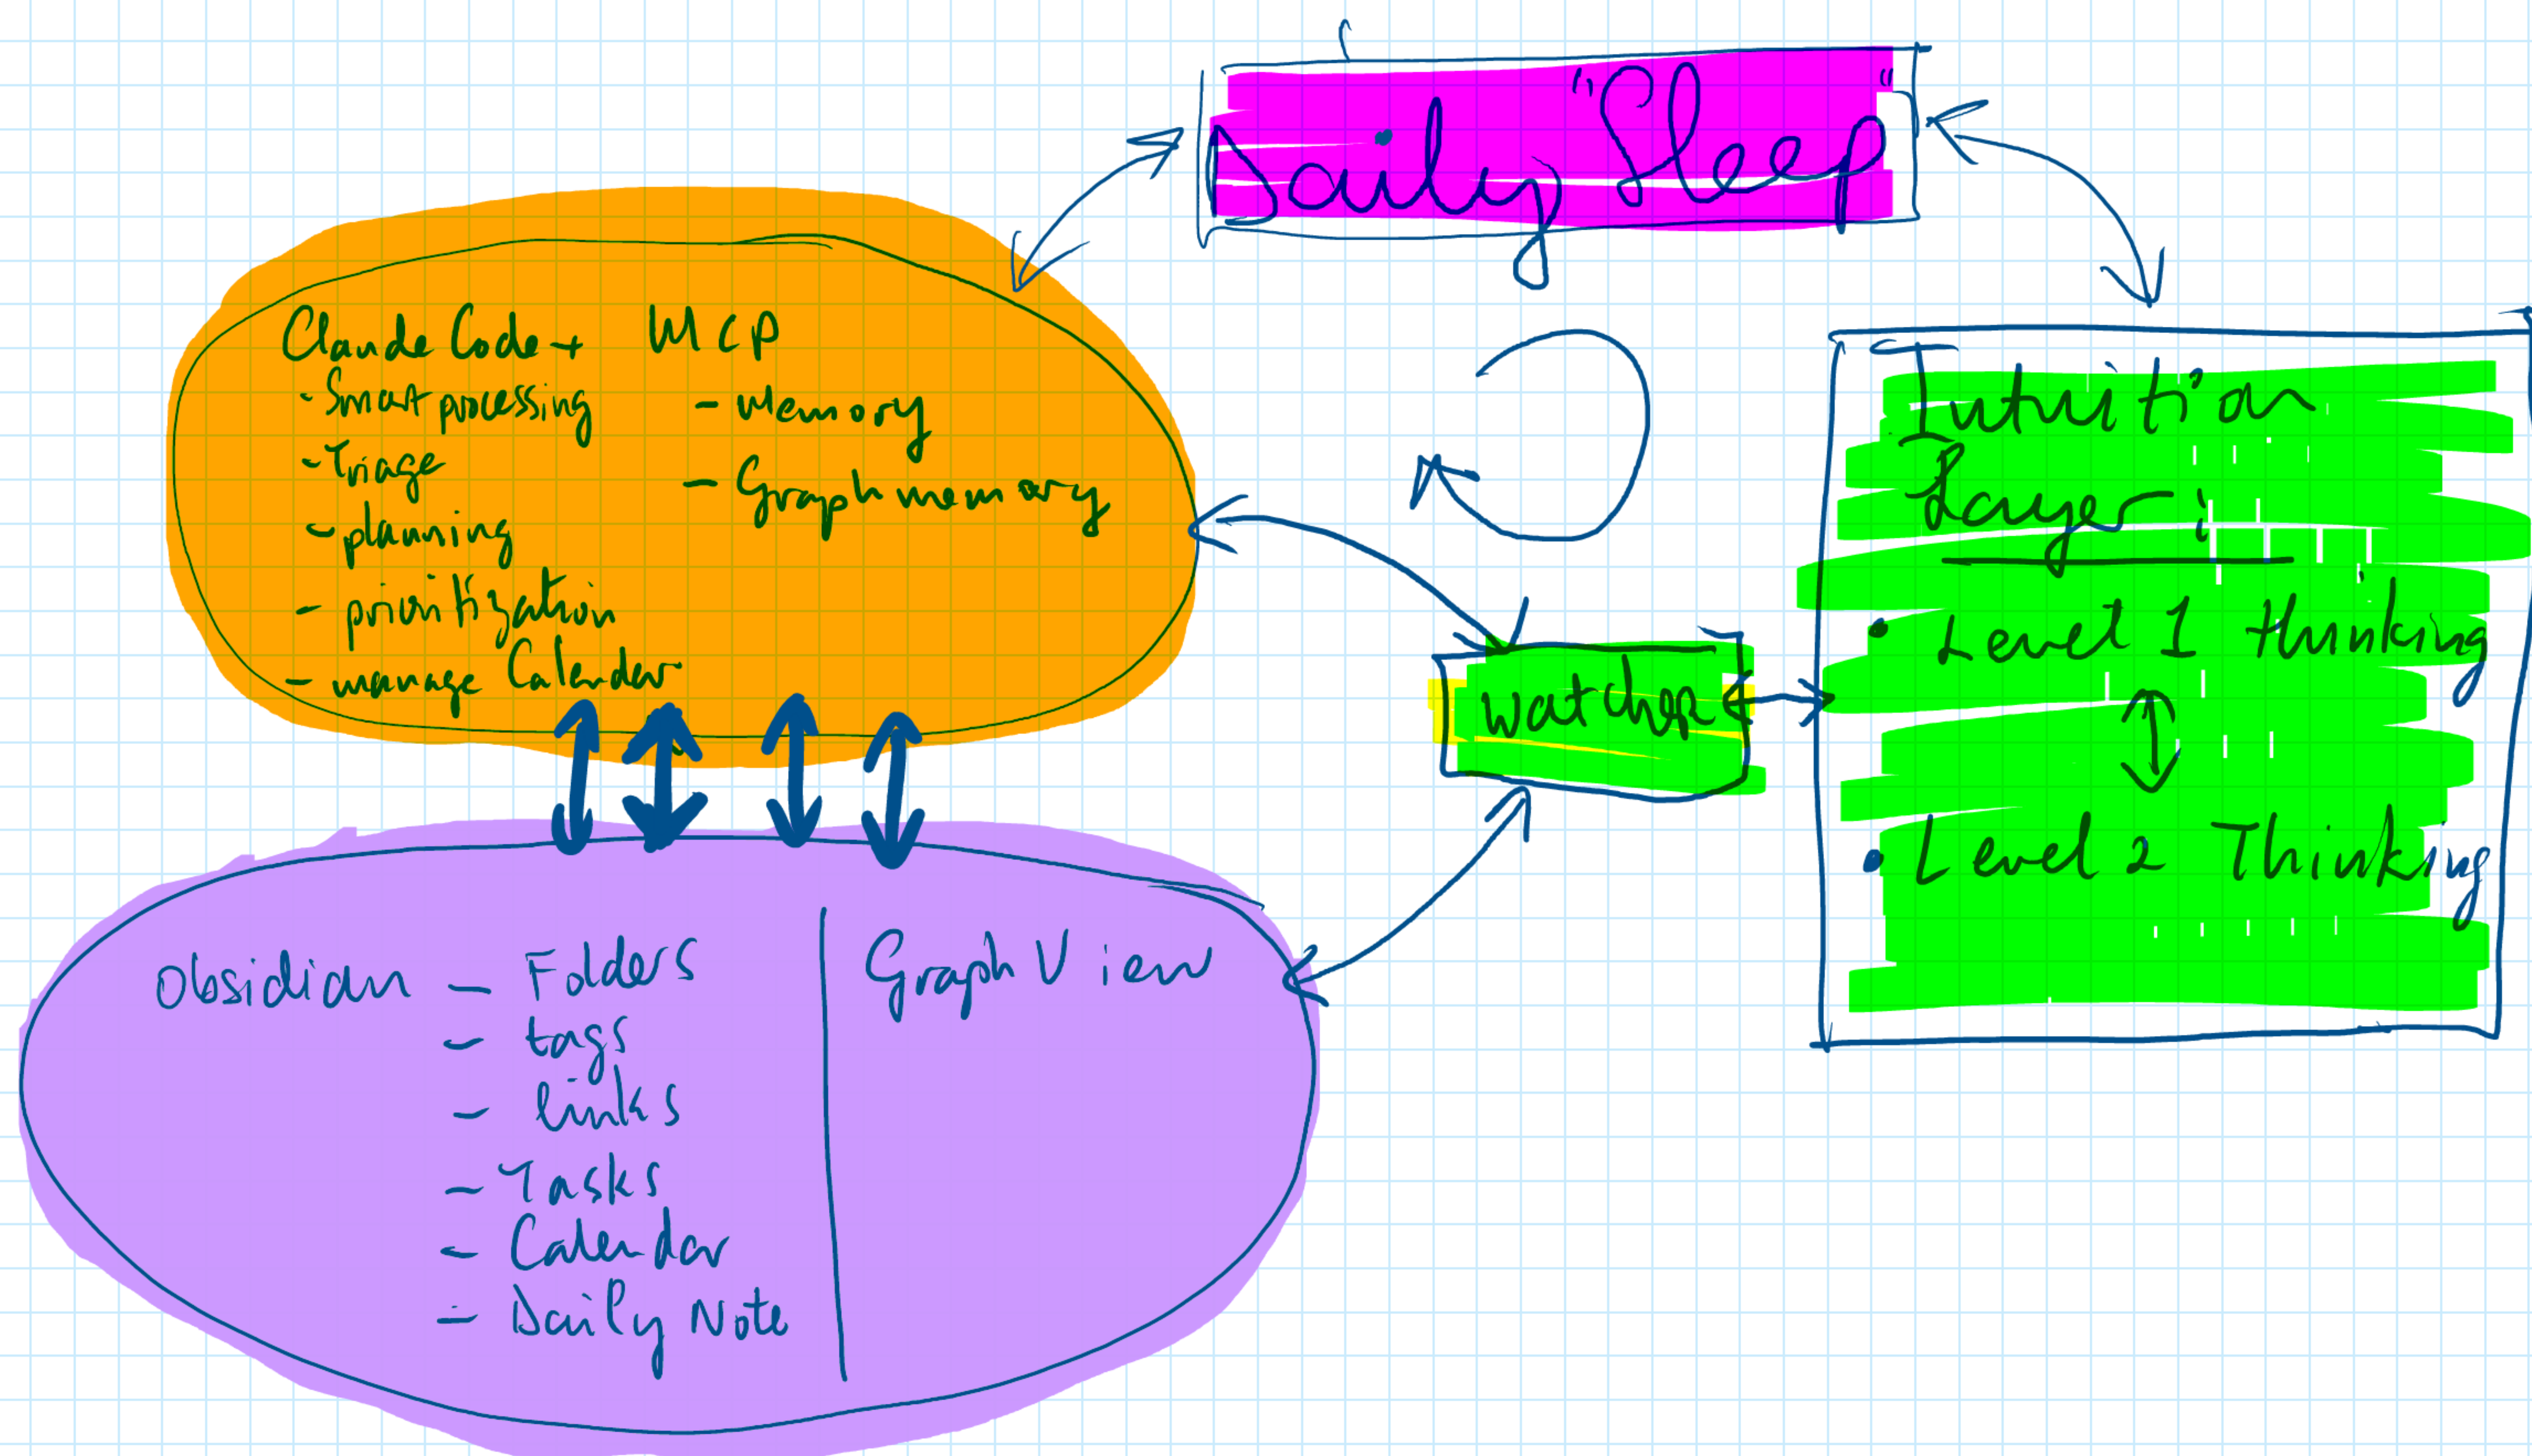 Daily "Sleep"
Claude Code + MCP
- Smart processing
- Triage
- planning
- prioritization
- manage Calender
- Memory
- Graph memory
Intuition
Layer:
• Level 1 thinking
• Level 2 Thinking
watcher
Obsidian - Folders
- tags
- links
- Tasks
- Calendar
- Daily Note
Graph View